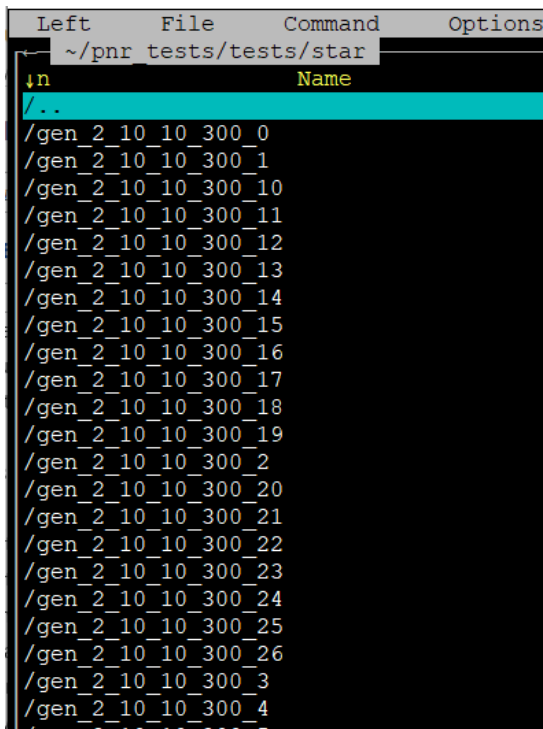 Left File Command Options
~/pnr_tests/tests/star
↓n Name
/..
/gen_2_10_10_300_0
/gen_2_10_10_300_1
/gen_2_10_10_300_10
/gen_2_10_10_300_11
/gen_2_10_10_300_12
/gen_2_10_10_300_13
/gen_2_10_10_300_14
/gen_2_10_10_300_15
/gen_2_10_10_300_16
/gen_2_10_10_300_17
/gen_2_10_10_300_18
/gen_2_10_10_300_19
/gen_2_10_10_300_2
/gen_2_10_10_300_20
/gen_2_10_10_300_21
/gen_2_10_10_300_22
/gen_2_10_10_300_23
/gen_2_10_10_300_24
/gen_2_10_10_300_25
/gen_2_10_10_300_26
/gen_2_10_10_300_3
/gen_2_10_10_300_4